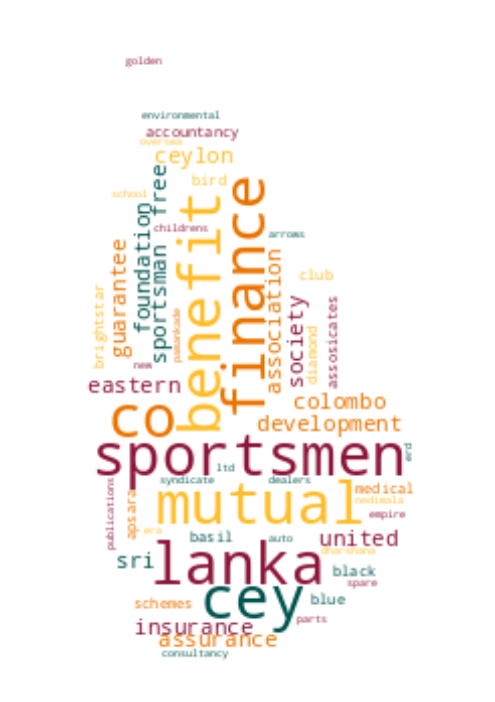 golden
environmental
accountancy
oversea
ceylon
bird
free
school
benefit
finance
foundation
childrens
arrows
sportsman
guarantee
association
club
brightstar
pamankade
society
assosicates
diamond
new
eastern
co
colombo
development
sportsmen
erd
ltd
syndicate
dealers
publications
apsara
mutual
medical
nedimala
empire
era
basil
auto
united
dharshana
sri
lanka
black
spare
cey
blue
schemes
parts
insurance
assurance
consultancy